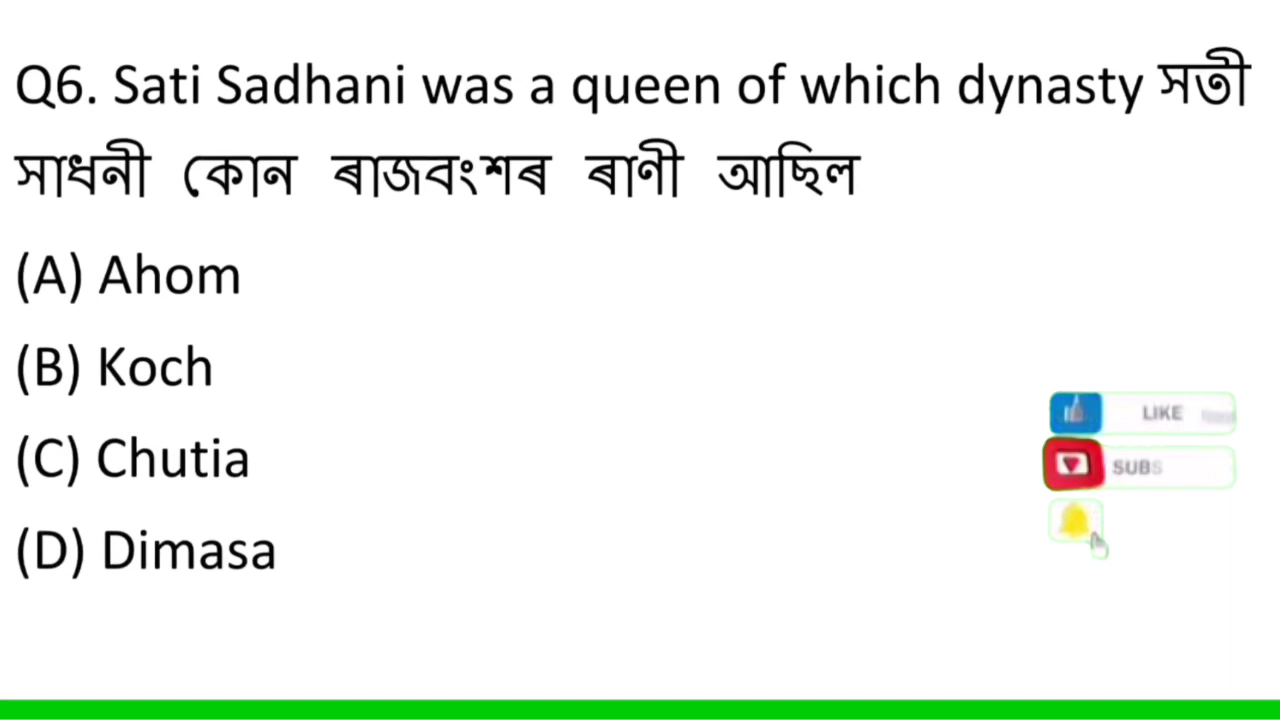 Q6. Sati Sadhani was a queen of which dynasty সতী
সাধনী কোন ৰাজবংশৰ ৰাণী আছিল
(A) Ahom
(B) Koch
(C) Chutia
(D) Dimasa
LIKE
SUBS